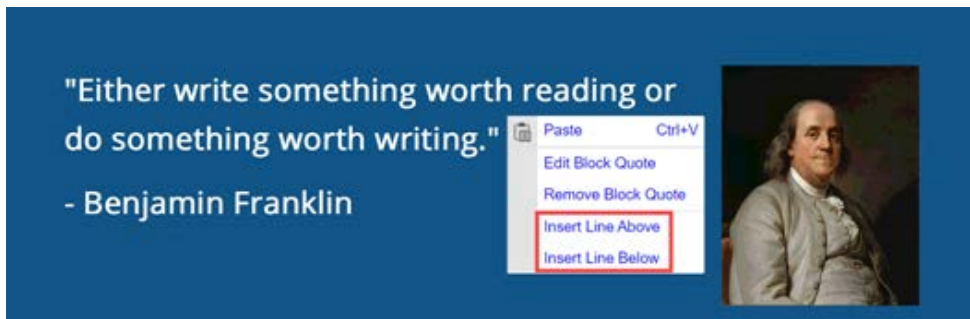 "Either write something worth reading or
do something worth writing."
- Benjamin Franklin
Paste Ctrl+V
Edit Block Quote
Remove Block Quote
Insert Line Above
Insert Line Below